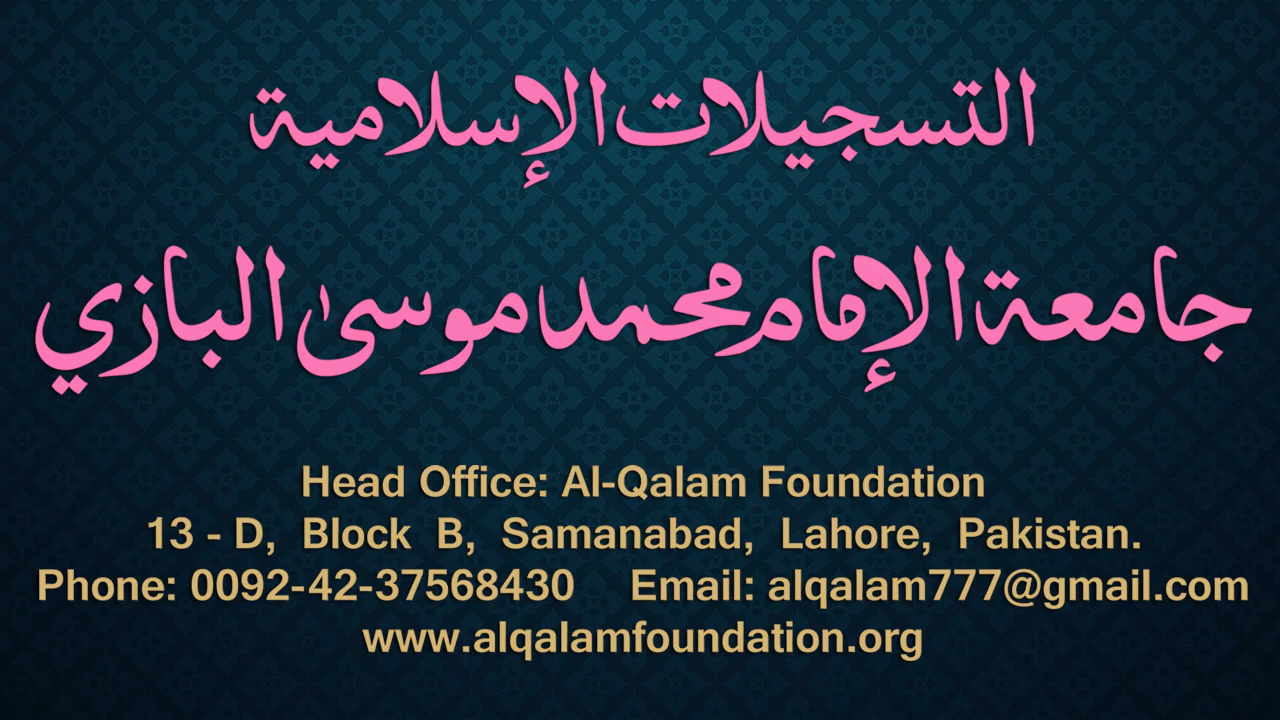 التسجيلات الإسلامية
جامعة الإمام محمد موسىٰ البازي
Head Office: Al-Qalam Foundation
13 - D, Block B, Samanabad, Lahore, Pakistan.
Phone: 0092-42-37568430 Email: alqalam777@gmail.com
www.alqalamfoundation.org